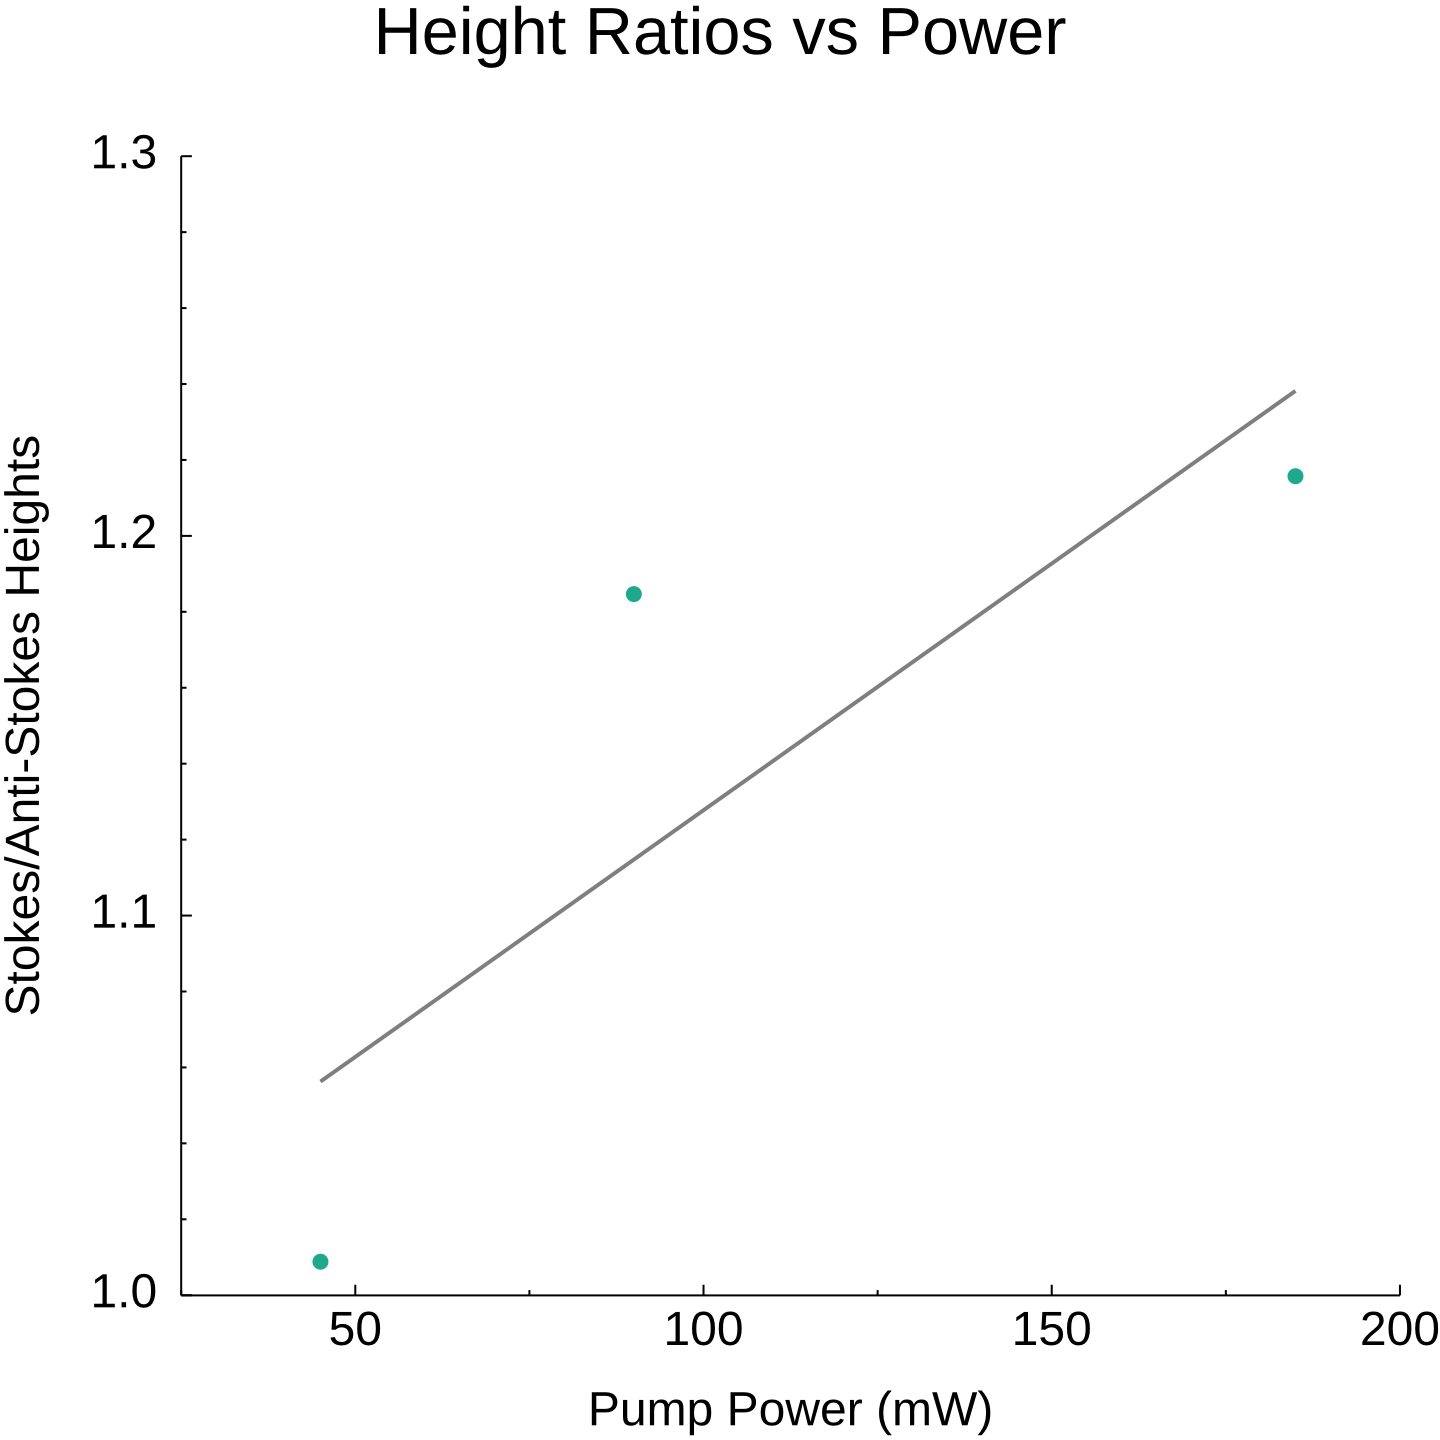 Height Ratios vs Power
1.3
1.2
1.1
1.0
Stokes/Anti-Stokes Heights
50 100 150 200
Pump Power (mW)